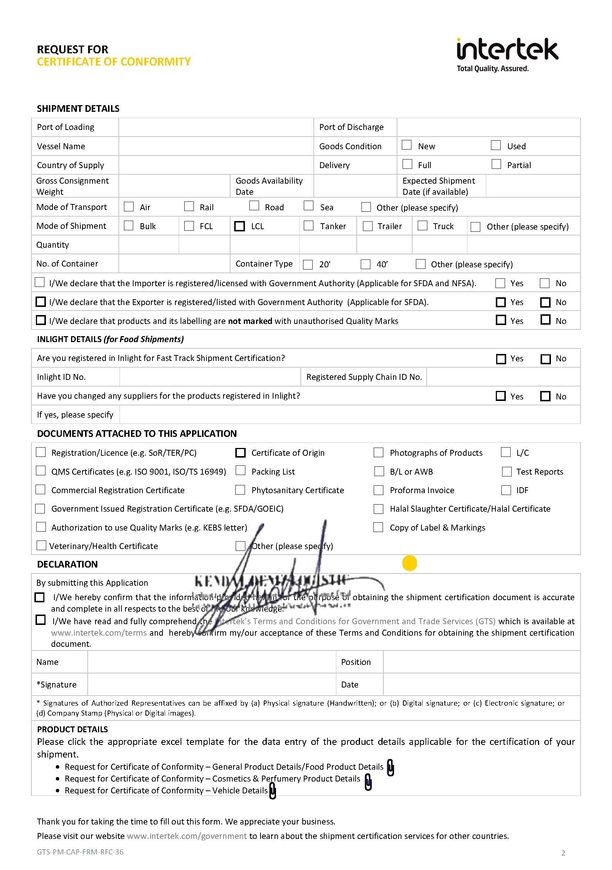 REQUEST FOR
CERTIFICATE OF CONFORMITY
intertek
Total Quality. Assured.
SHIPMENT DETAILS
Port of Loading Port of Discharge
Vessel Name Goods Condition New Used
Country of Supply Delivery Full Partial
Gross Consignment Weight Goods Availability Date Expected Shipment Date (if available)
Mode of Transport Air Rail Road Sea Other (please specify)
Mode of Shipment Bulk FCL LCL Tanker Trailer Truck Other (please specify)
Quantity
No. of Container Container Type 20' 40' Other (please specify)
I/We declare that the Importer is registered/licensed with Government Authority (Applicable for SFDA and NFSA). Yes No
I/We declare that the Exporter is registered/listed with Government Authority (Applicable for SFDA). Yes No
I/We declare that products and its labelling are not marked with unauthorised Quality Marks Yes No
INLIGHT DETAILS (for Food Shipments)
Are you registered in Inlight for Fast Track Shipment Certification? Yes No
Inlight ID No. Registered Supply Chain ID No.
Have you changed any suppliers for the products registered in Inlight? Yes No
If yes, please specify
DOCUMENTS ATTACHED TO THIS APPLICATION
Registration/Licence (e.g. SoR/TER/PC) Certificate of Origin Photographs of Products L/C
QMS Certificates (e.g. ISO 9001, ISO/TS 16949) Packing List B/L or AWB Test Reports
Commercial Registration Certificate Phytosanitary Certificate Proforma Invoice IDF
Government Issued Registration Certificate (e.g. SFDA/GOEIC) Halal Slaughter Certificate/Halal Certificate
Authorization to use Quality Marks (e.g. KEBS letter) Copy of Label & Markings
Veterinary/Health Certificate Other (please specify)
DECLARATION
By submitting this Application
I/We hereby confirm that the information provided for the purpose of obtaining the shipment certification document is accurate
and complete in all respects to the best of my/our knowledge.
I/We have read and fully comprehend the Intertek's Terms and Conditions for Government and Trade Services (GTS) which is available at
www.intertek.com/terms and hereby confirm my/our acceptance of these Terms and Conditions for obtaining the shipment certification
document.
Name Position
*Signature Date
* Signatures of Authorized Representatives can be affixed by (a) Physical signature (Handwritten); or (b) Digital signature; or (c) Electronic signature; or
(d) Company Stamp (Physical or Digital images).
PRODUCT DETAILS
Please click the appropriate excel template for the data entry of the product details applicable for the certification of your
shipment.
• Request for Certificate of Conformity – General Product Details/Food Product Details
• Request for Certificate of Conformity – Cosmetics & Perfumery Product Details
• Request for Certificate of Conformity – Vehicle Details
Thank you for taking the time to fill out this form. We appreciate your business.
Please visit our website www.intertek.com/government to learn about the shipment certification services for other countries.
GTS-PM-CAP-FRM-RFC-36 2